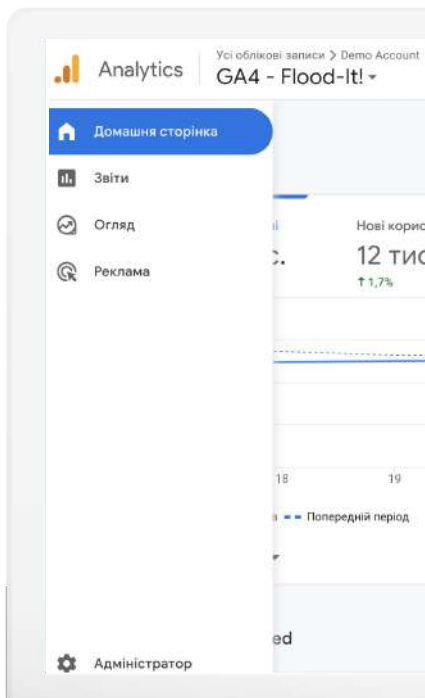 Analytics
Усі облікові записи > Demo Account
GA4 - Flood-It!
Домашня сторінка
Звіти
Огляд
Реклама
Нові корис
с.
12 тис
↑ 1,7%
18
19
Попередній період
ed
Адміністратор